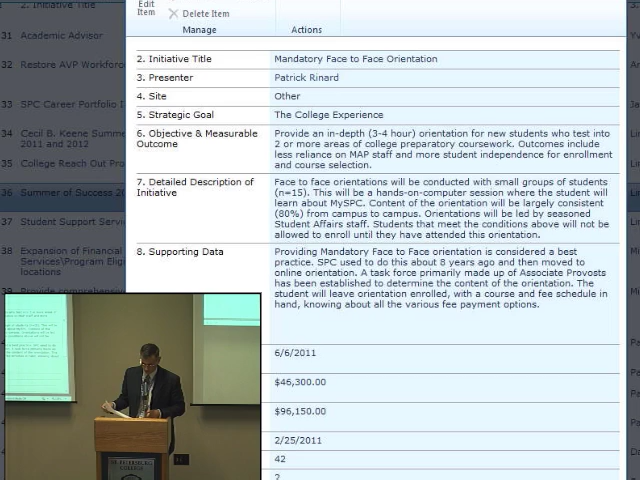 2. Initiative Title
Edit
Item
Delete Item
Manage
Actions
31 Academic Advisor
32 Restore AVP Workforc
33 SPC Career Portfolio I
34 Cecil B. Keene Summe
2011 and 2012
35 College Reach Out Pro
36 Summer of Success 20
37 Student Support Servi
38 Expansion of Financial
Services\Program Elig
locations
39 Provide comprehensiv
2. Initiative Title Mandatory Face to Face Orientation
3. Presenter Patrick Rinard
4. Site Other
5. Strategic Goal The College Experience
6. Objective & Measurable Provide an in-depth (3-4 hour) orientation for new students who test into
Outcome 2 or more areas of college preparatory coursework. Outcomes include
less reliance on MAP staff and more student independence for enrollment
and course selection.
7. Detailed Description of Face to face orientations will be conducted with small groups of students
Initiative (n=15). This will be a hands-on-computer session where the student will
learn about MySPC. Content of the orientation will be largely consistent
(80%) from campus to campus. Orientations will be led by seasoned
Student Affairs staff. Students that meet the conditions above will not be
allowed to enroll until they have attended this orientation.
8. Supporting Data Providing Mandatory Face to Face orientation is considered a best
practice. SPC used to do this about 8 years ago and then moved to
online orientation. A task force primarily made up of Associate Provosts
has been established to determine the content of the orientation. The
student will leave orientation enrolled, with a course and fee schedule in
hand, knowing about all the various fee payment options.
6/6/2011
$46,300.00
$96,150.00
2/25/2011
42
2
ST. PETERSBURG
COLLEGE